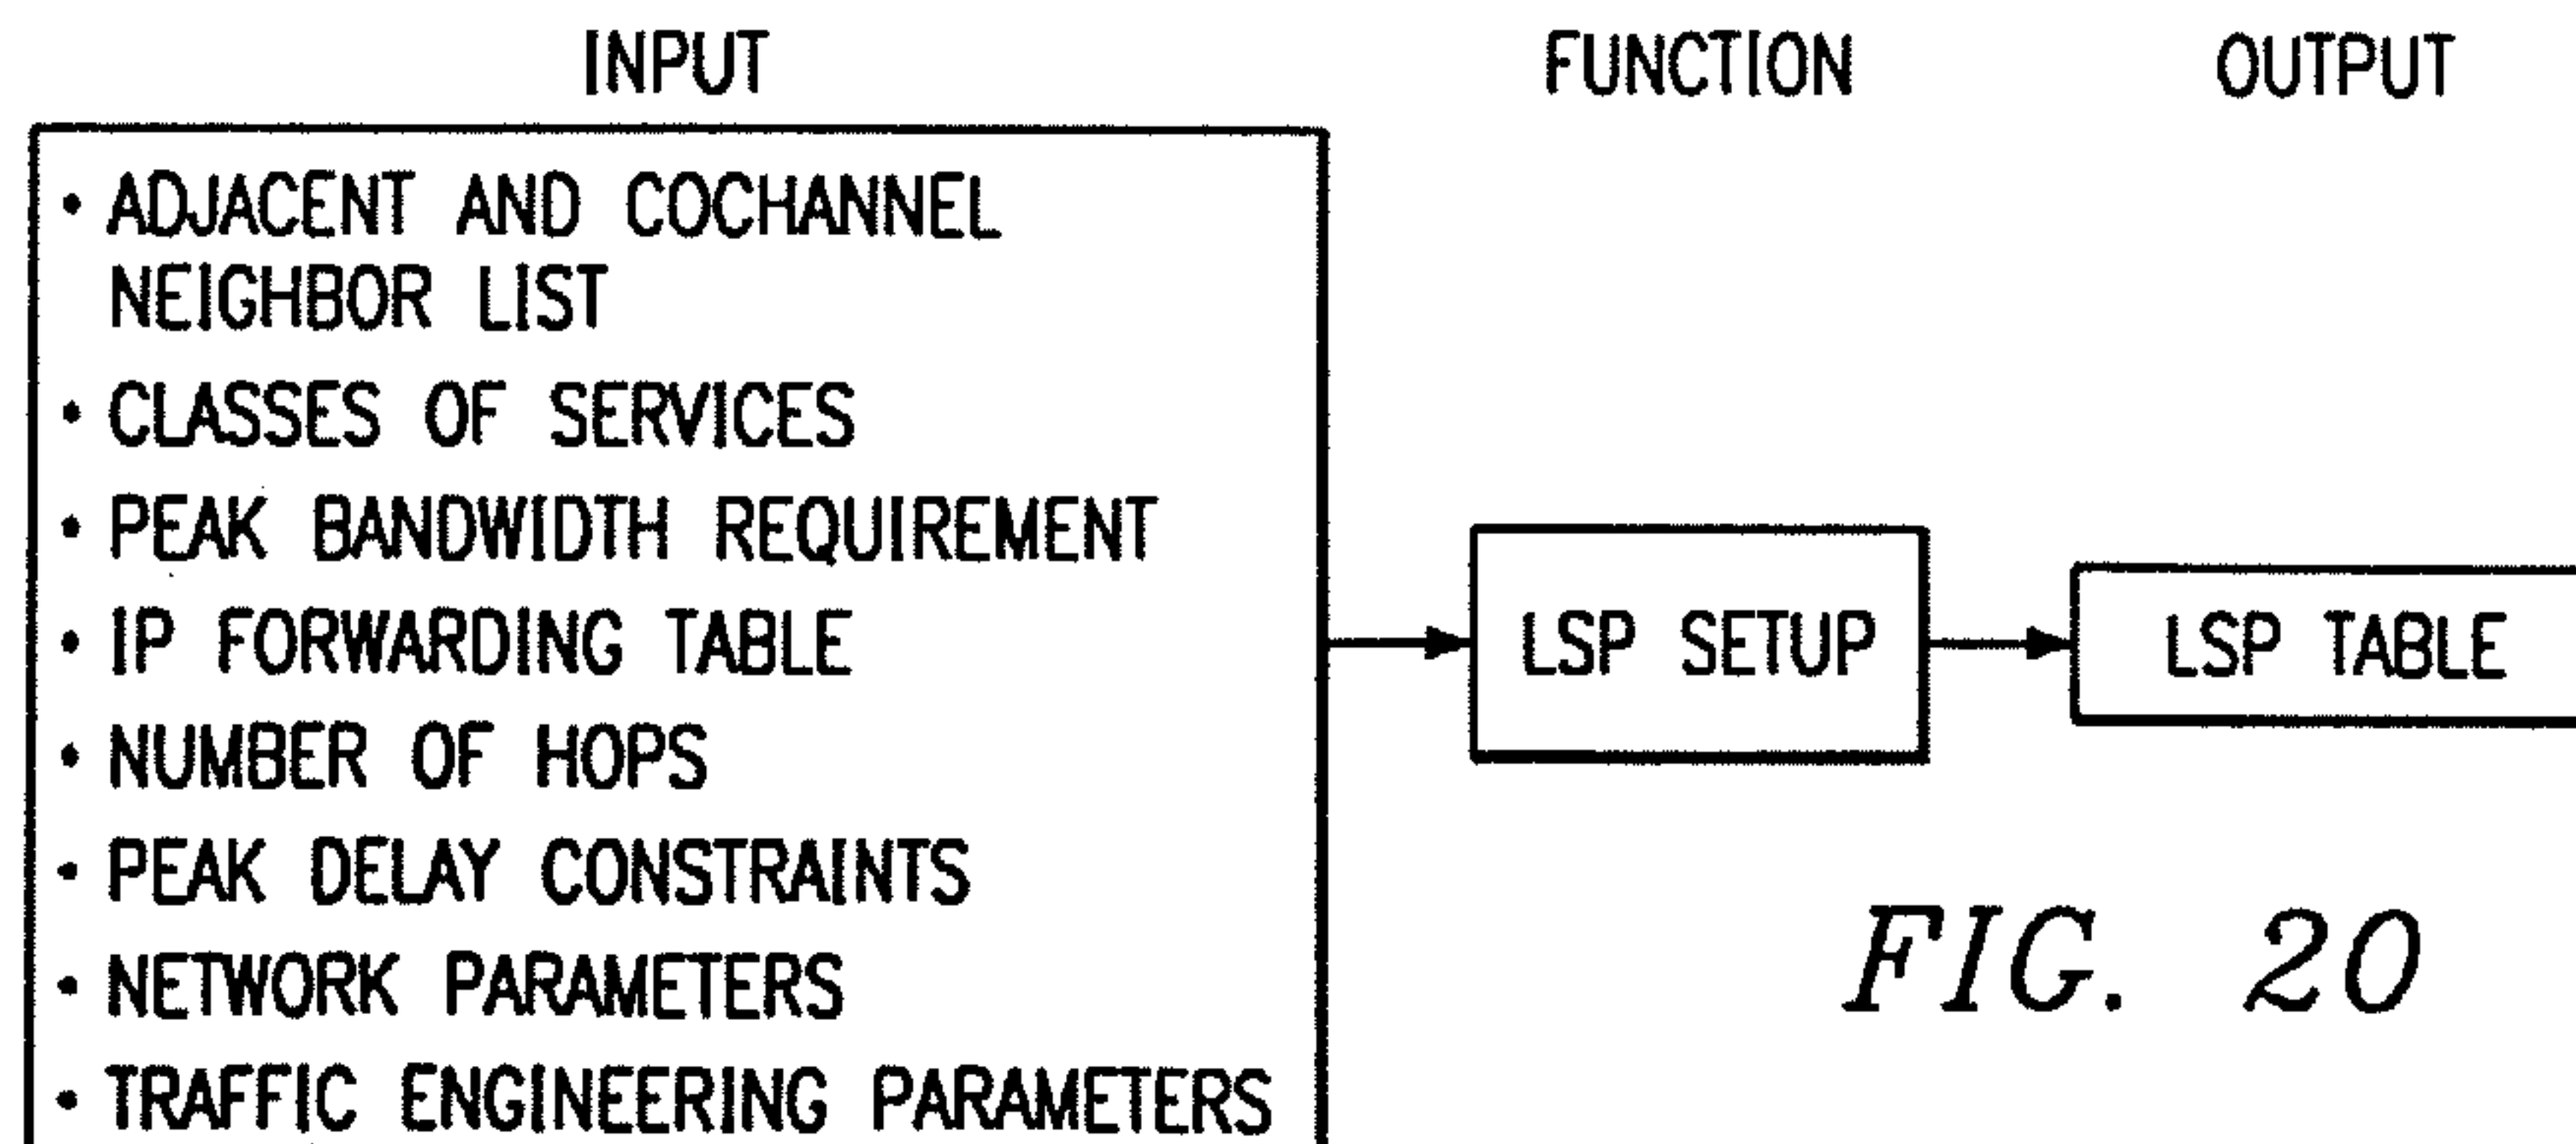 INPUT
FUNCTION
OUTPUT
• ADJACENT AND COCHANNEL
NEIGHBOR LIST
• CLASSES OF SERVICES
• PEAK BANDWIDTH REQUIREMENT
• IP FORWARDING TABLE
• NUMBER OF HOPS
• PEAK DELAY CONSTRAINTS
• NETWORK PARAMETERS
• TRAFFIC ENGINEERING PARAMETERS
LSP SETUP
LSP TABLE
FIG. 20